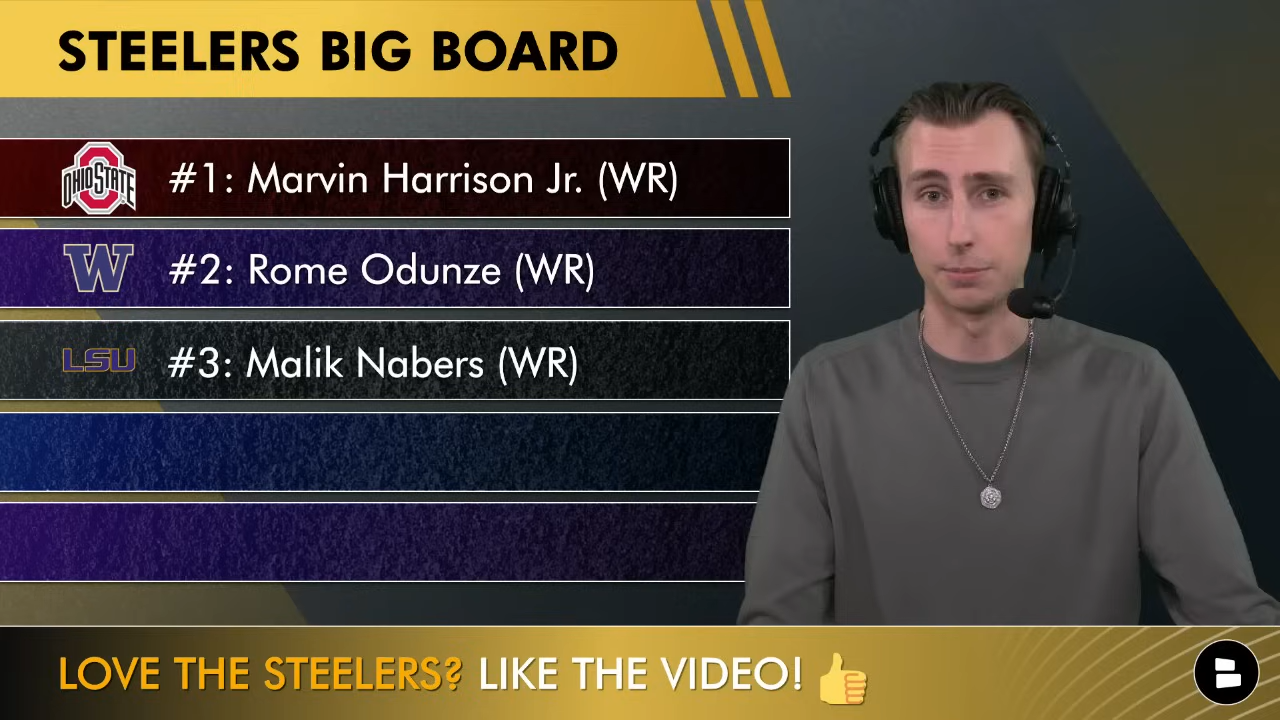 STEELERS BIG BOARD
OHIO STATE
#1: Marvin Harrison Jr. (WR)
W
#2: Rome Odunze (WR)
LSU
#3: Malik Nabers (WR)
LOVE THE STEELERS? LIKE THE VIDEO!